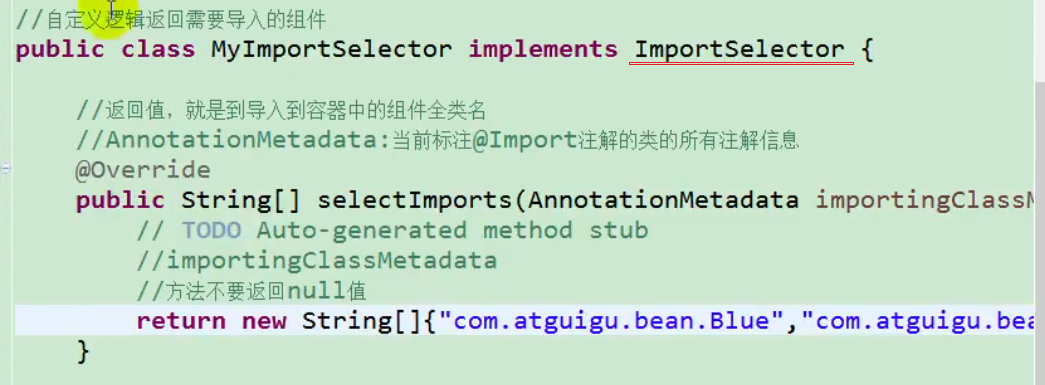 //自定义逻辑返回需要导入的组件
public class MyImportSelector implements ImportSelector {
//返回值，就是到导入到容器中的组件全类名
//AnnotationMetadata:当前标注@Import注解的类的所有注解信息
@Override
public String[] selectImports(AnnotationMetadata importingClassM
// TODO Auto-generated method stub
//importingClassMetadata
//方法不要返回null值
return new String[]{"com.atguigu.bean.Blue","com.atguigu.bea
}